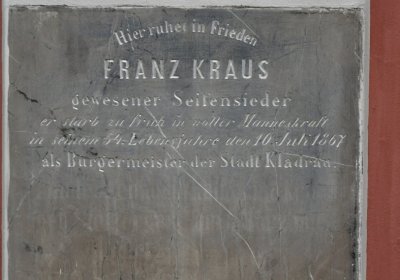 Hier ruhet in Frieden
FRANZ KRAUS
gewesener Seifensieder
er starb zu früh in voller Manneskraft
in seinem 54. Lebensjahre den 10. Juli 1867
als Bürgermeister der Stadt Kladrau.